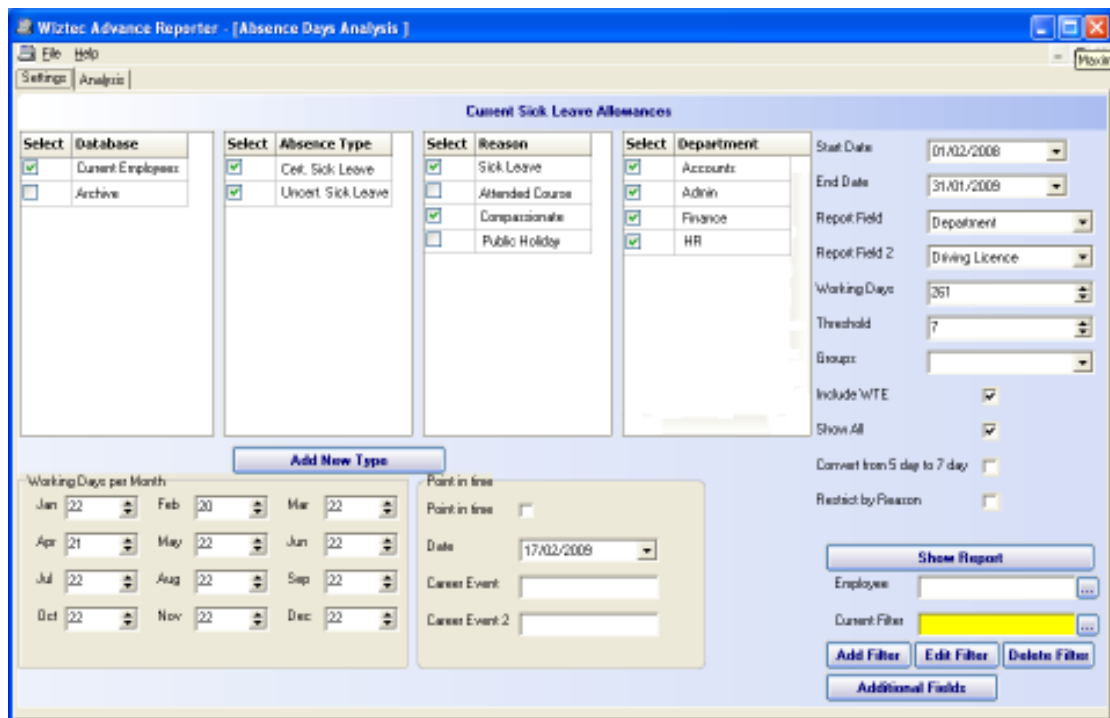 Wiztec Advance Reporter - [Absence Days Analysis ]
File Help
Maxim
Settings Analysis
Current Sick Leave Allowances
Select Database
Current Employees
Archive
Select Absence Type
Cert. Sick Leave
Uncert. Sick Leave
Select Reason
Sick Leave
Attended Course
Compassionate
Public Holiday
Select Department
Accounts
Admin
Finance
HR
Start Date 01/02/2008
End Date 31/01/2009
Report Field Department
Report Field 2 Driving Licence
Working Days 261
Threshold 7
Groups
Include WTE
Show All
Convert from 5 day to 7 day
Restrict by Reason
Add New Type
Working Days per Month
Jan 22 Feb 20 Mar 22
Apr 21 May 22 Jun 22
Jul 22 Aug 22 Sep 22
Oct 22 Nov 22 Dec 22
Point in time
Point in time
Date 17/02/2009
Career Event
Career Event 2
Show Report
Employee ...
Current Filter ...
Add Filter Edit Filter Delete Filter
Additional Fields